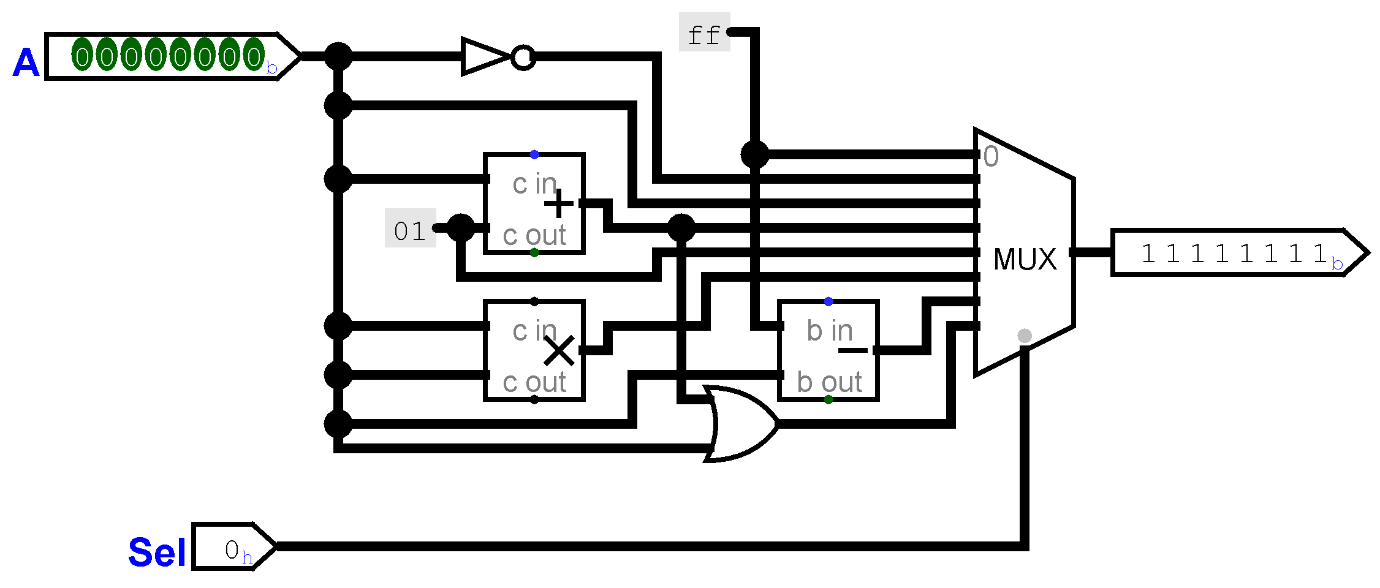 A 00000000b
ff
0
c in
+
01
c out
MUX
11111111b
c in
×
c out
b in
−
b out
Sel 0h